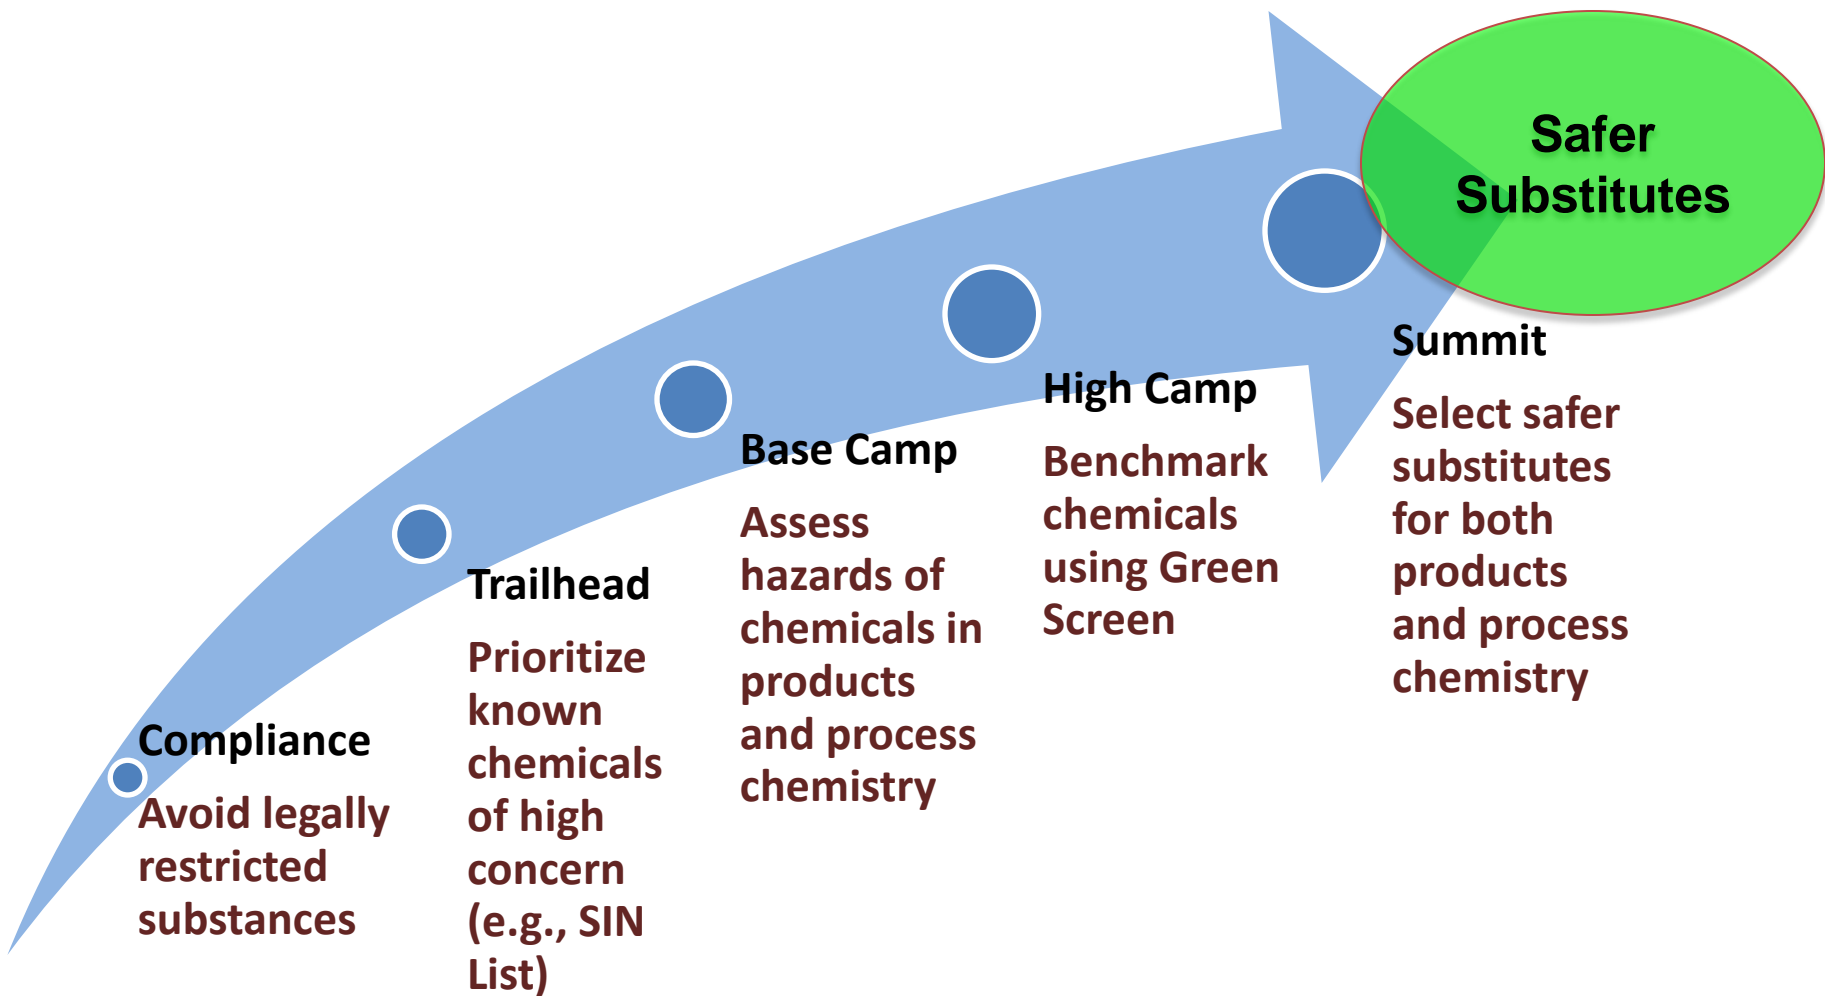 Safer
Substitutes
Compliance
Avoid legally
restricted
substances
Trailhead
Prioritize
known
chemicals
of high
concern
(e.g., SIN
List)
Base Camp
Assess
hazards of
chemicals in
products
and process
chemistry
High Camp
Benchmark
chemicals
using Green
Screen
Summit
Select safer
substitutes
for both
products
and process
chemistry